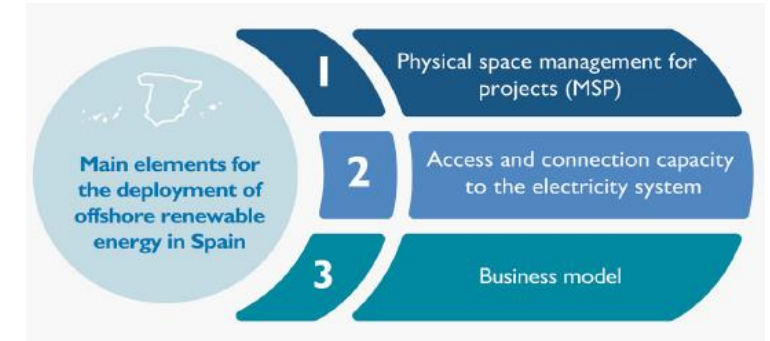 Main elements for
the deployment of
offshore renewable
energy in Spain
1
Physical space management for
projects (MSP)
2
Access and connection capacity
to the electricity system
3
Business model